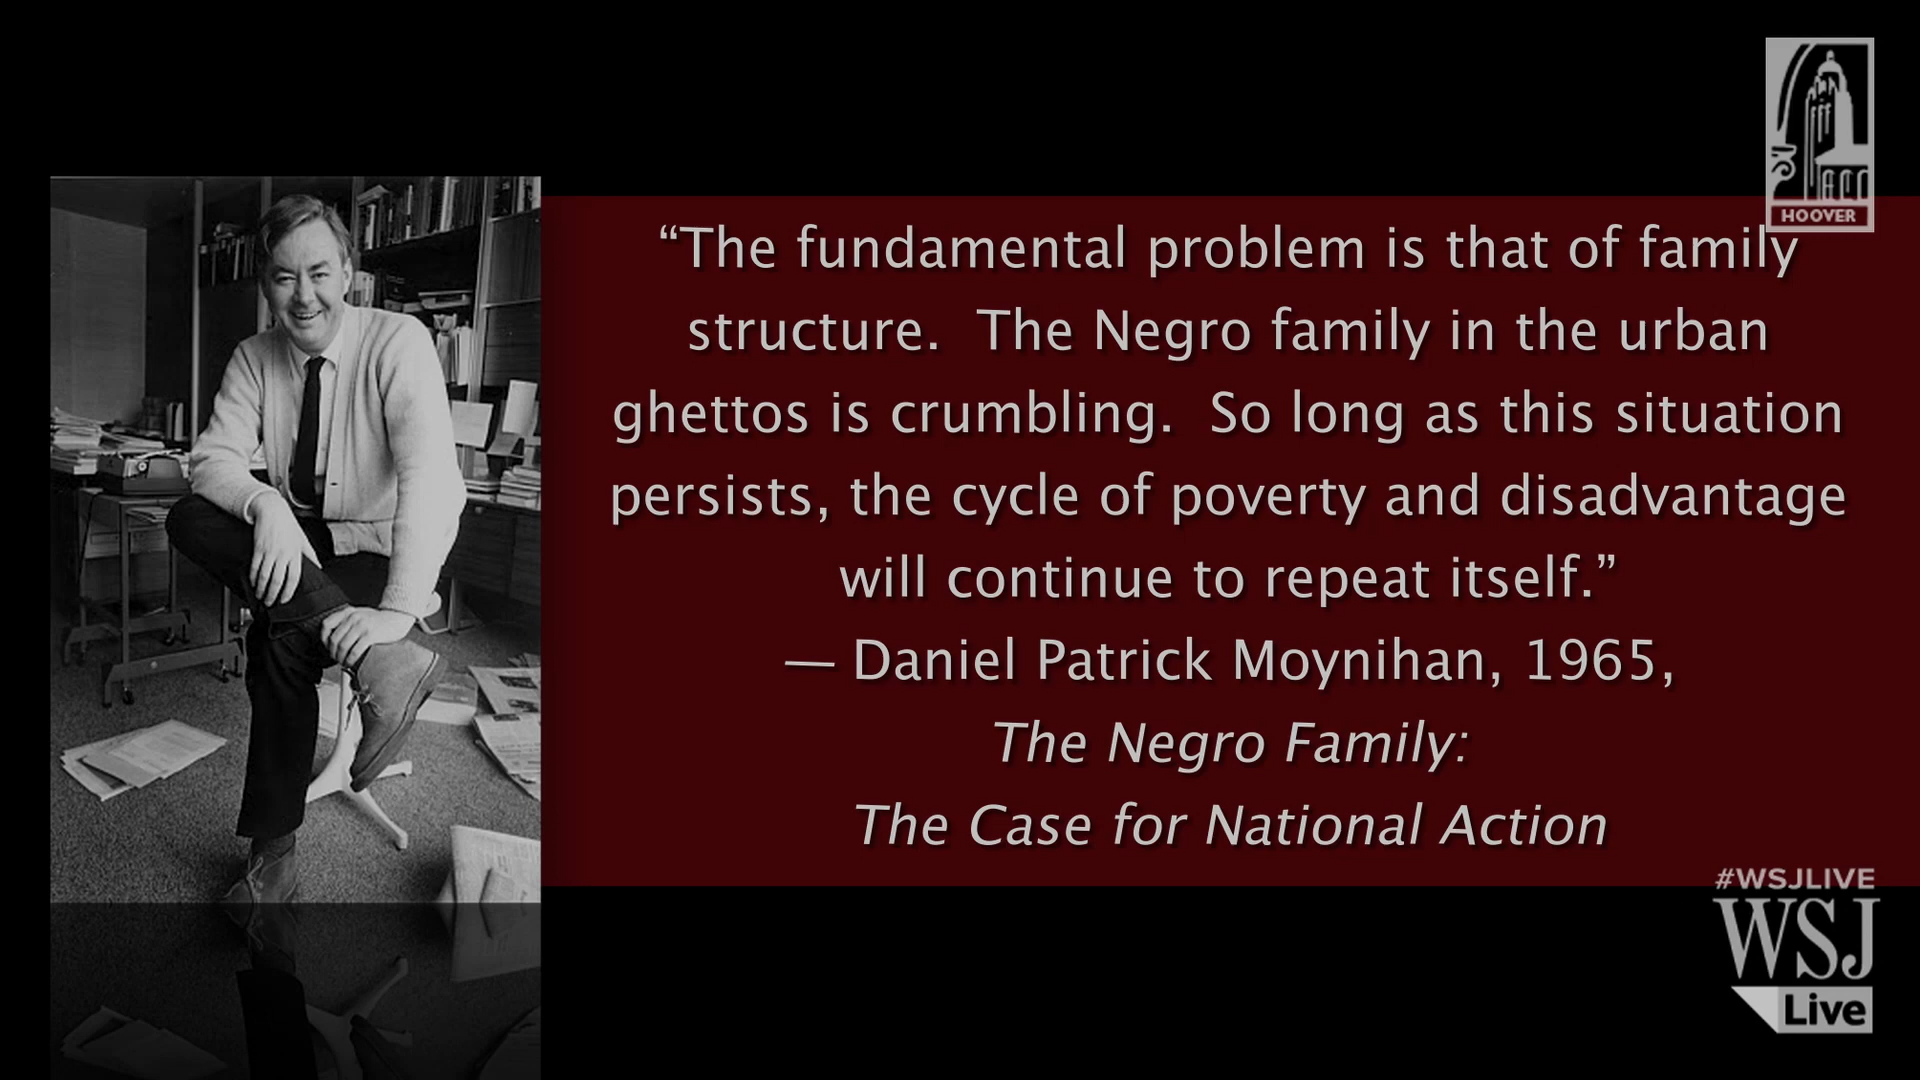 HOOVER
“The fundamental problem is that of family
structure.  The Negro family in the urban
ghettos is crumbling.  So long as this situation
persists, the cycle of poverty and disadvantage
will continue to repeat itself.”
— Daniel Patrick Moynihan, 1965,
The Negro Family:
The Case for National Action
#WSJLIVE
WSJ
Live